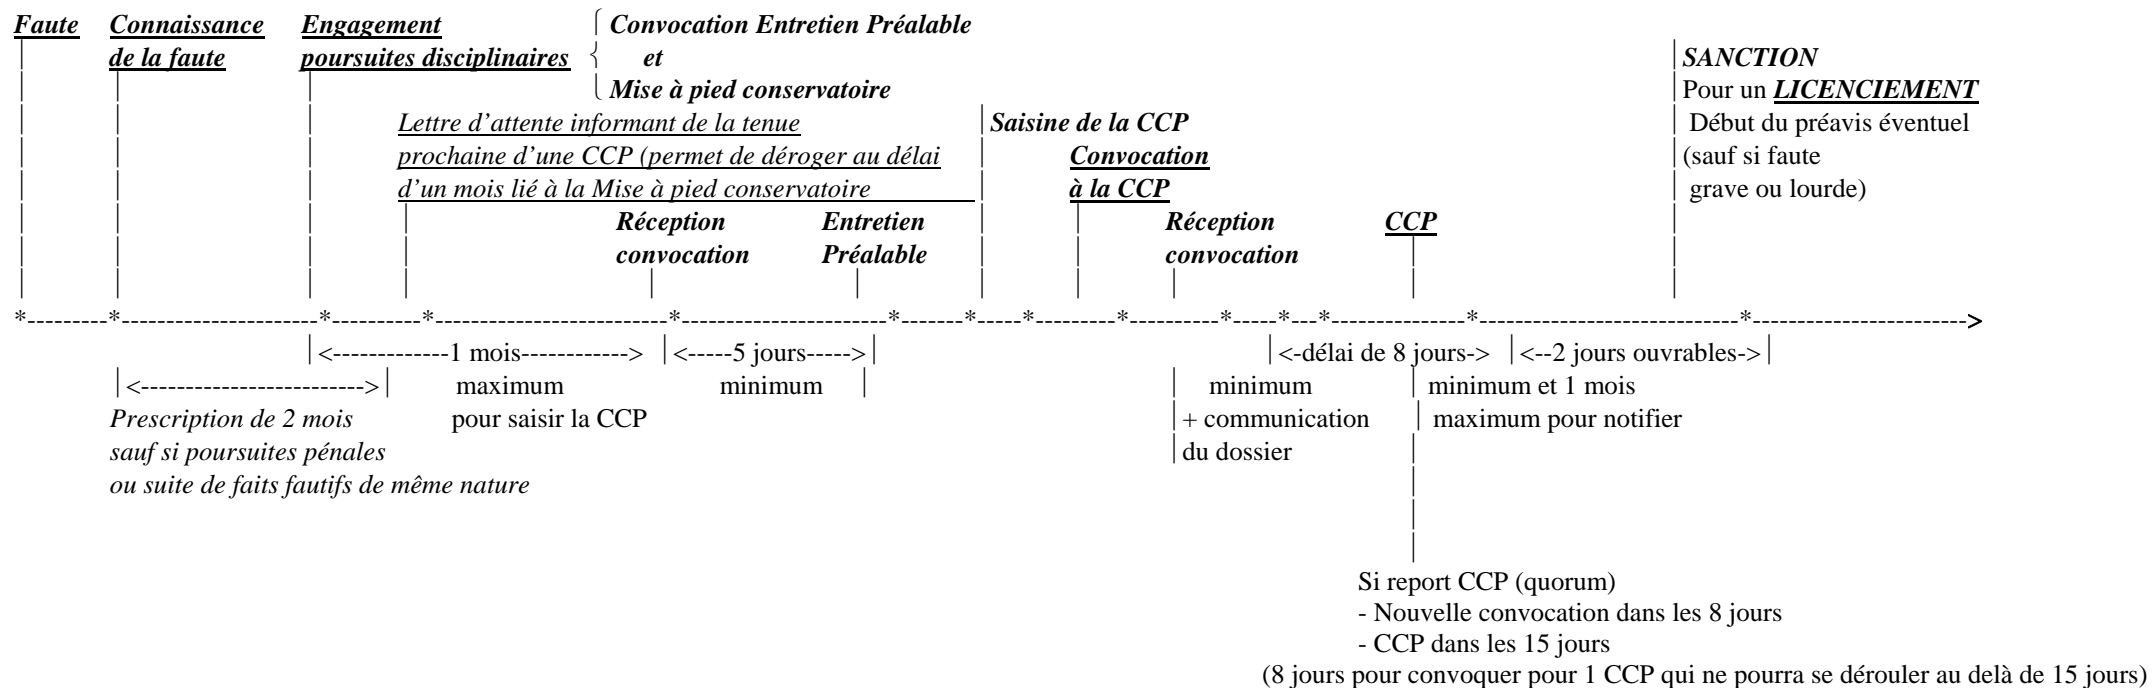 Faute Connaissance Engagement Convocation Entretien Préalable
de la faute poursuites disciplinaires et SANCTION
Mise à pied conservatoire Pour un LICENCIEMENT
Lettre d'attente informant de la tenue Saisine de la CCP Début du préavis éventuel
prochaine d'une CCP (permet de déroger au délai Convocation (sauf si faute
d'un mois lié à la Mise à pied conservatoire à la CCP grave ou lourde)
Réception Entretien Réception CCP
convocation Préalable convocation
*---------*----------------------*----------*--------------------------*-----------------------*-------*-----*---------*----------*-----*---*---------------*-----------------------------*------------------------>
|<-------------1 mois------------> |<-----5 jours----->| |<-délai de 8 jours-> |<--2 jours ouvrables->|
|<------------------------->| maximum minimum | | minimum | minimum et 1 mois
Prescription de 2 mois pour saisir la CCP |+ communication | maximum pour notifier
sauf si poursuites pénales |du dossier
ou suite de faits fautifs de même nature
Si report CCP (quorum)
- Nouvelle convocation dans les 8 jours
- CCP dans les 15 jours
(8 jours pour convoquer pour 1 CCP qui ne pourra se dérouler au delà de 15 jours)